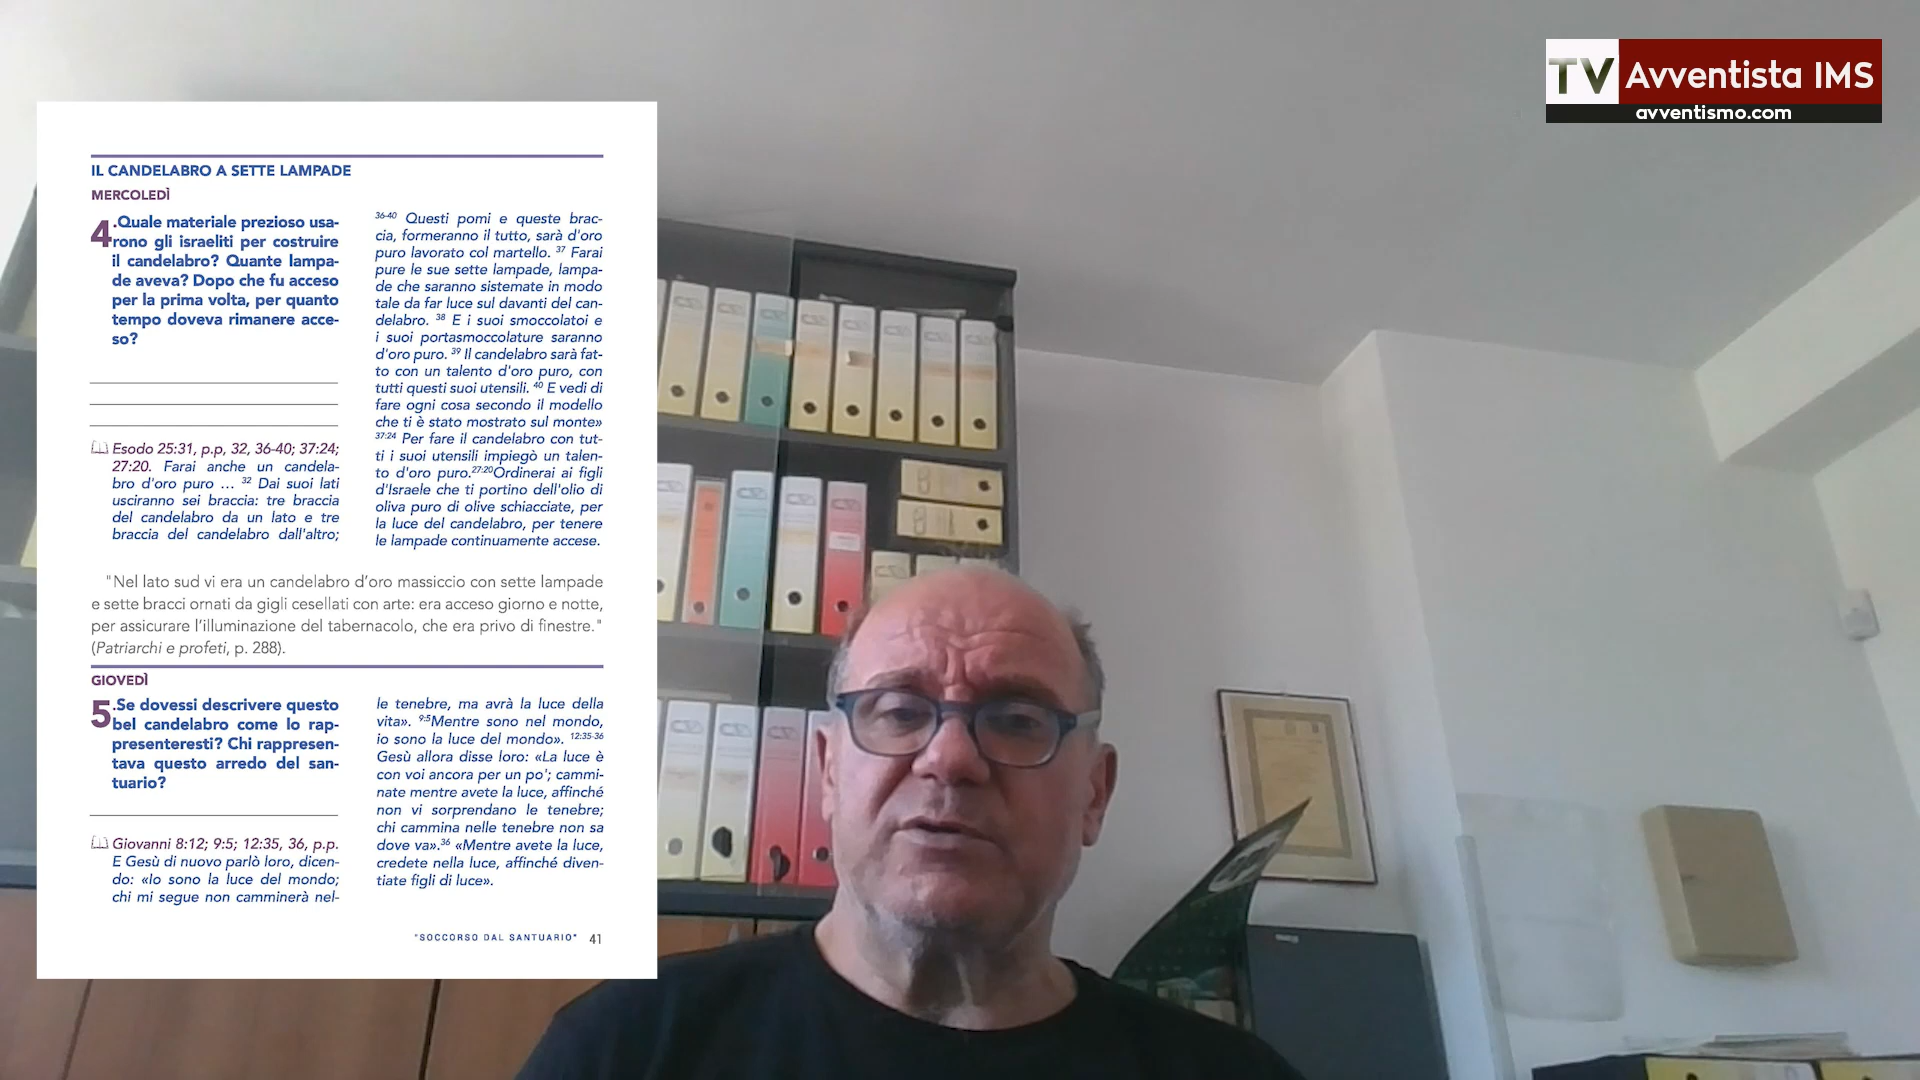 TV Avventista IMS
avventismo.com
IL CANDELABRO A SETTE LAMPADE
MERCOLEDÌ
4.Quale materiale prezioso usa-
rono gli israeliti per costruire
il candelabro? Quante lampa-
de aveva? Dopo che fu acceso
per la prima volta, per quanto
tempo doveva rimanere acce-
so?
Esodo 25:31, p.p, 32, 36-40; 37:24;
27:20. Farai anche un candela-
bro d'oro puro ... 32 Dai suoi lati
usciranno sei braccia: tre braccia
del candelabro da un lato e tre
braccia del candelabro dall'altro;
36-40 Questi pomi e queste brac-
cia, formeranno il tutto, sarà d'oro
puro lavorato col martello. 37 Farai
pure le sue sette lampade, lampa-
de che saranno sistemate in modo
tale da far luce sul davanti del can-
delabro. 38 E i suoi smoccolatoi e
i suoi portasmoccolature saranno
d'oro puro. 39 Il candelabro sarà fat-
to con un talento d'oro puro, con
tutti questi suoi utensili. 40 E vedi di
fare ogni cosa secondo il modello
che ti è stato mostrato sul monte»
37:24 Per fare il candelabro con tut-
ti i suoi utensili impiegò un talen-
to d'oro puro.27:20Ordinerai ai figli
d'Israele che ti portino dell'olio di
oliva puro di olive schiacciate, per
la luce del candelabro, per tenere
le lampade continuamente accese.
"Nel lato sud vi era un candelabro d'oro massiccio con sette lampade
e sette bracci ornati da gigli cesellati con arte: era acceso giorno e notte,
per assicurare l'illuminazione del tabernacolo, che era privo di finestre."
(Patriarchi e profeti, p. 288).
GIOVEDÌ
5.Se dovessi descrivere questo
bel candelabro come lo rap-
presenteresti? Chi rappresen-
tava questo arredo del san-
tuario?
Giovanni 8:12; 9:5; 12:35, 36, p.p.
E Gesù di nuovo parlò loro, dicen-
do: «Io sono la luce del mondo;
chi mi segue non camminerà nel-
le tenebre, ma avrà la luce della
vita». 9:5Mentre sono nel mondo,
io sono la luce del mondo». 12:35-36
Gesù allora disse loro: «La luce è
con voi ancora per un po'; cammi-
nate mentre avete la luce, affinché
non vi sorprendano le tenebre;
chi cammina nelle tenebre non sa
dove va».36 «Mentre avete la luce,
credete nella luce, affinché diven-
tiate figli di luce».
"SOCCORSO DAL SANTUARIO" 41